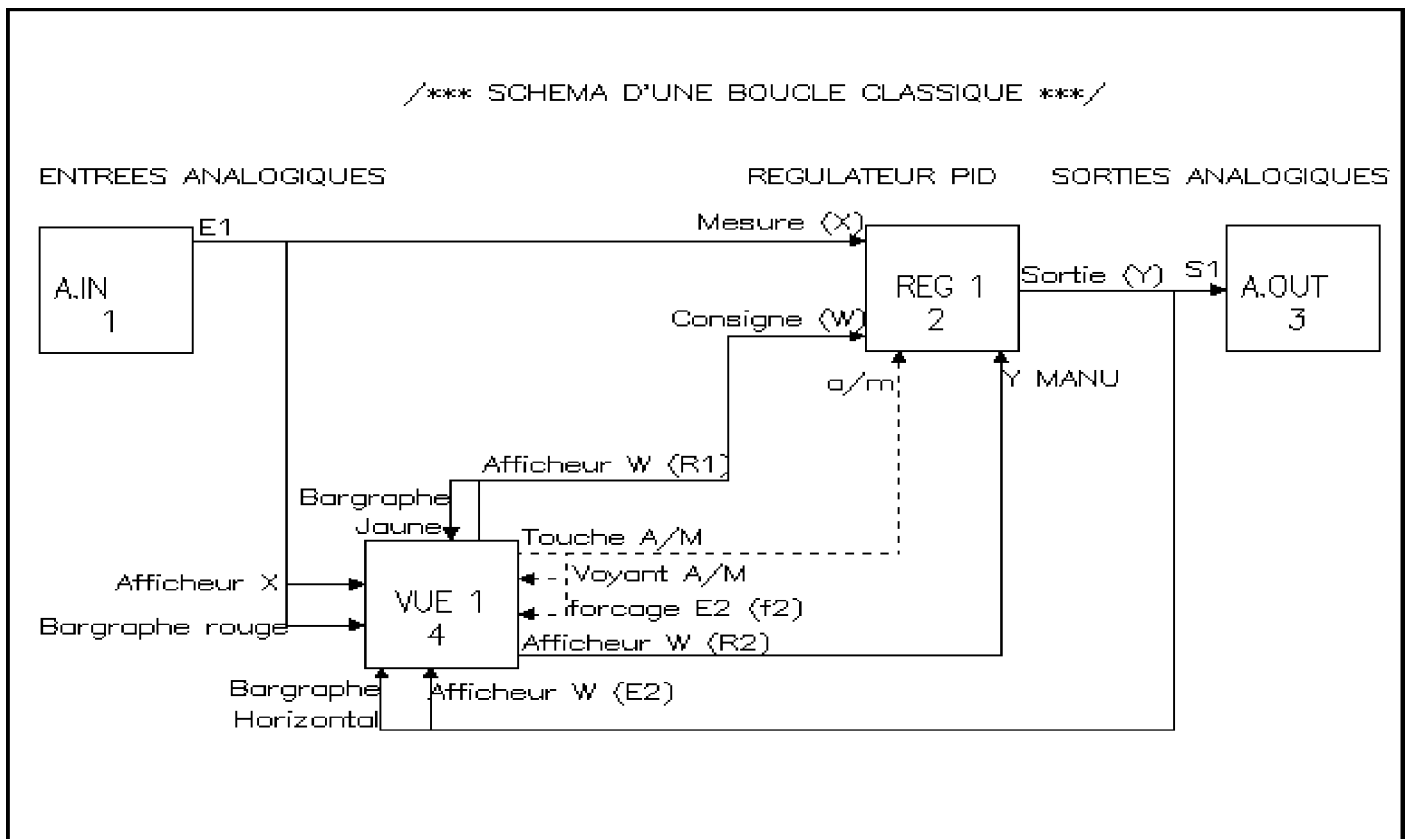 /*** SCHEMA D'UNE BOUCLE CLASSIQUE ***/
ENTREES ANALOGIQUES
REGULATEUR PID
SORTIES ANALOGIQUES
E1
Mesure (X)
A.IN
1
REG 1
2
Sortie (Y)
S1
A.OUT
3
Consigne (W)
a/m
Y MANU
Afficheur W (R1)
Bargraphe
Jaune
Touche A/M
Afficheur X
Voyant A/M
VUE 1
4
forcage E2 (f2)
Bargraphe rouge
Afficheur W (R2)
Bargraphe
Horizontal
Afficheur W (E2)